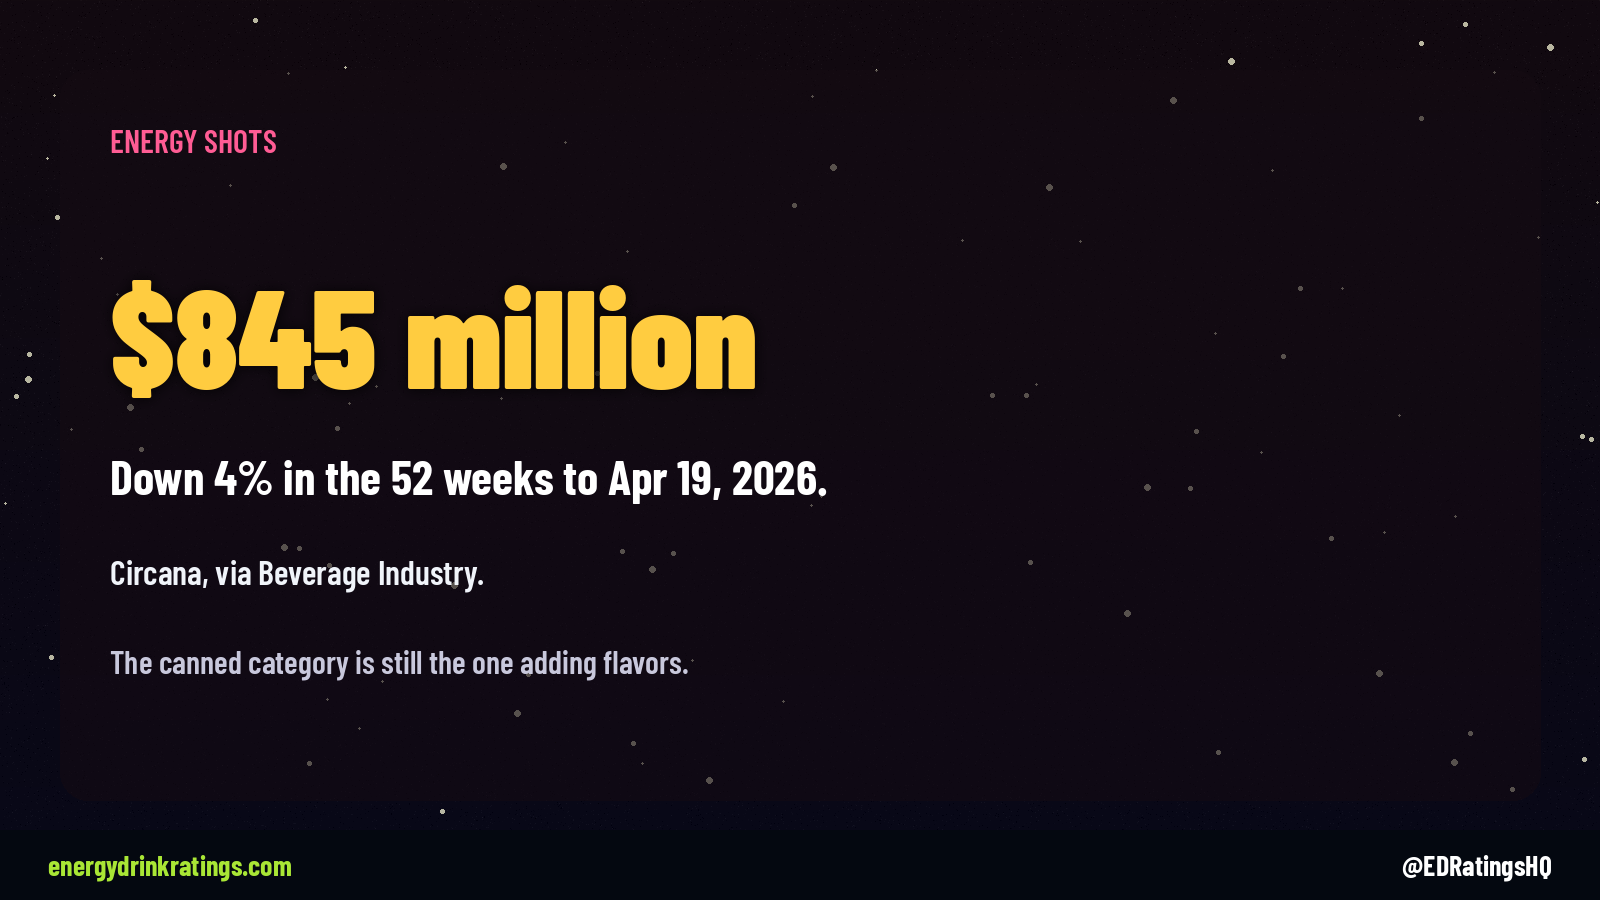 ENERGY SHOTS
$845 million
Down 4% in the 52 weeks to Apr 19, 2026.
Circana, via Beverage Industry.
The canned category is still the one adding flavors.
energydrinkratings.com
@EDRatingsHQ